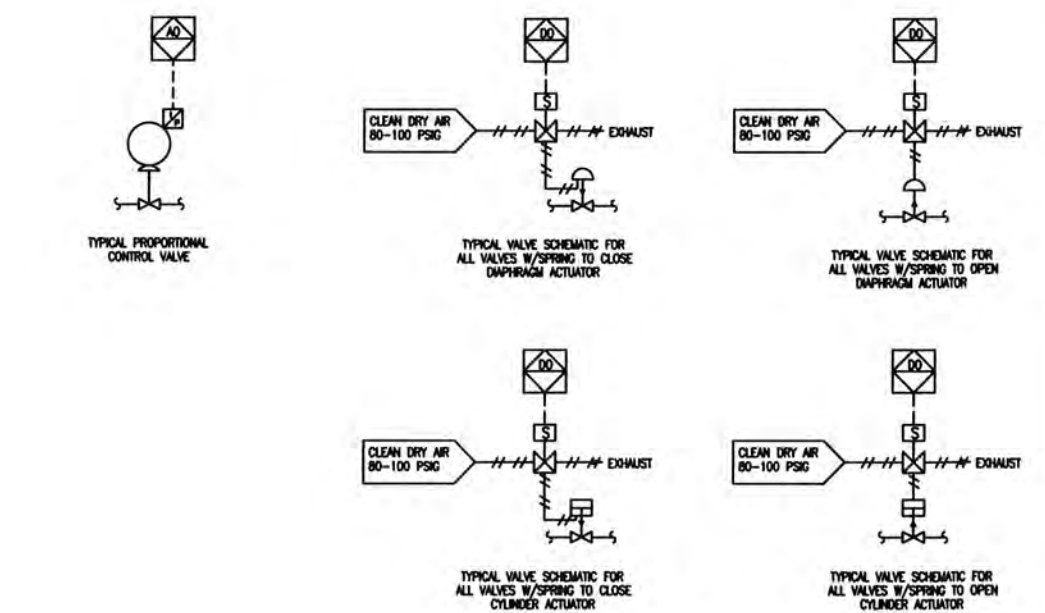 AO
I/P
TYPICAL PROPORTIONAL
CONTROL VALVE
DO
S
CLEAN DRY AIR
80-100 PSIG
EXHAUST
TYPICAL VALVE SCHEMATIC FOR
ALL VALVES W/SPRING TO CLOSE
DIAPHRAGM ACTUATOR
DO
S
CLEAN DRY AIR
80-100 PSIG
EXHAUST
TYPICAL VALVE SCHEMATIC FOR
ALL VALVES W/SPRING TO OPEN
DIAPHRAGM ACTUATOR
DO
S
CLEAN DRY AIR
80-100 PSIG
EXHAUST
TYPICAL VALVE SCHEMATIC FOR
ALL VALVES W/SPRING TO CLOSE
CYLINDER ACTUATOR
DO
S
CLEAN DRY AIR
80-100 PSIG
EXHAUST
TYPICAL VALVE SCHEMATIC FOR
ALL VALVES W/SPRING TO OPEN
CYLINDER ACTUATOR